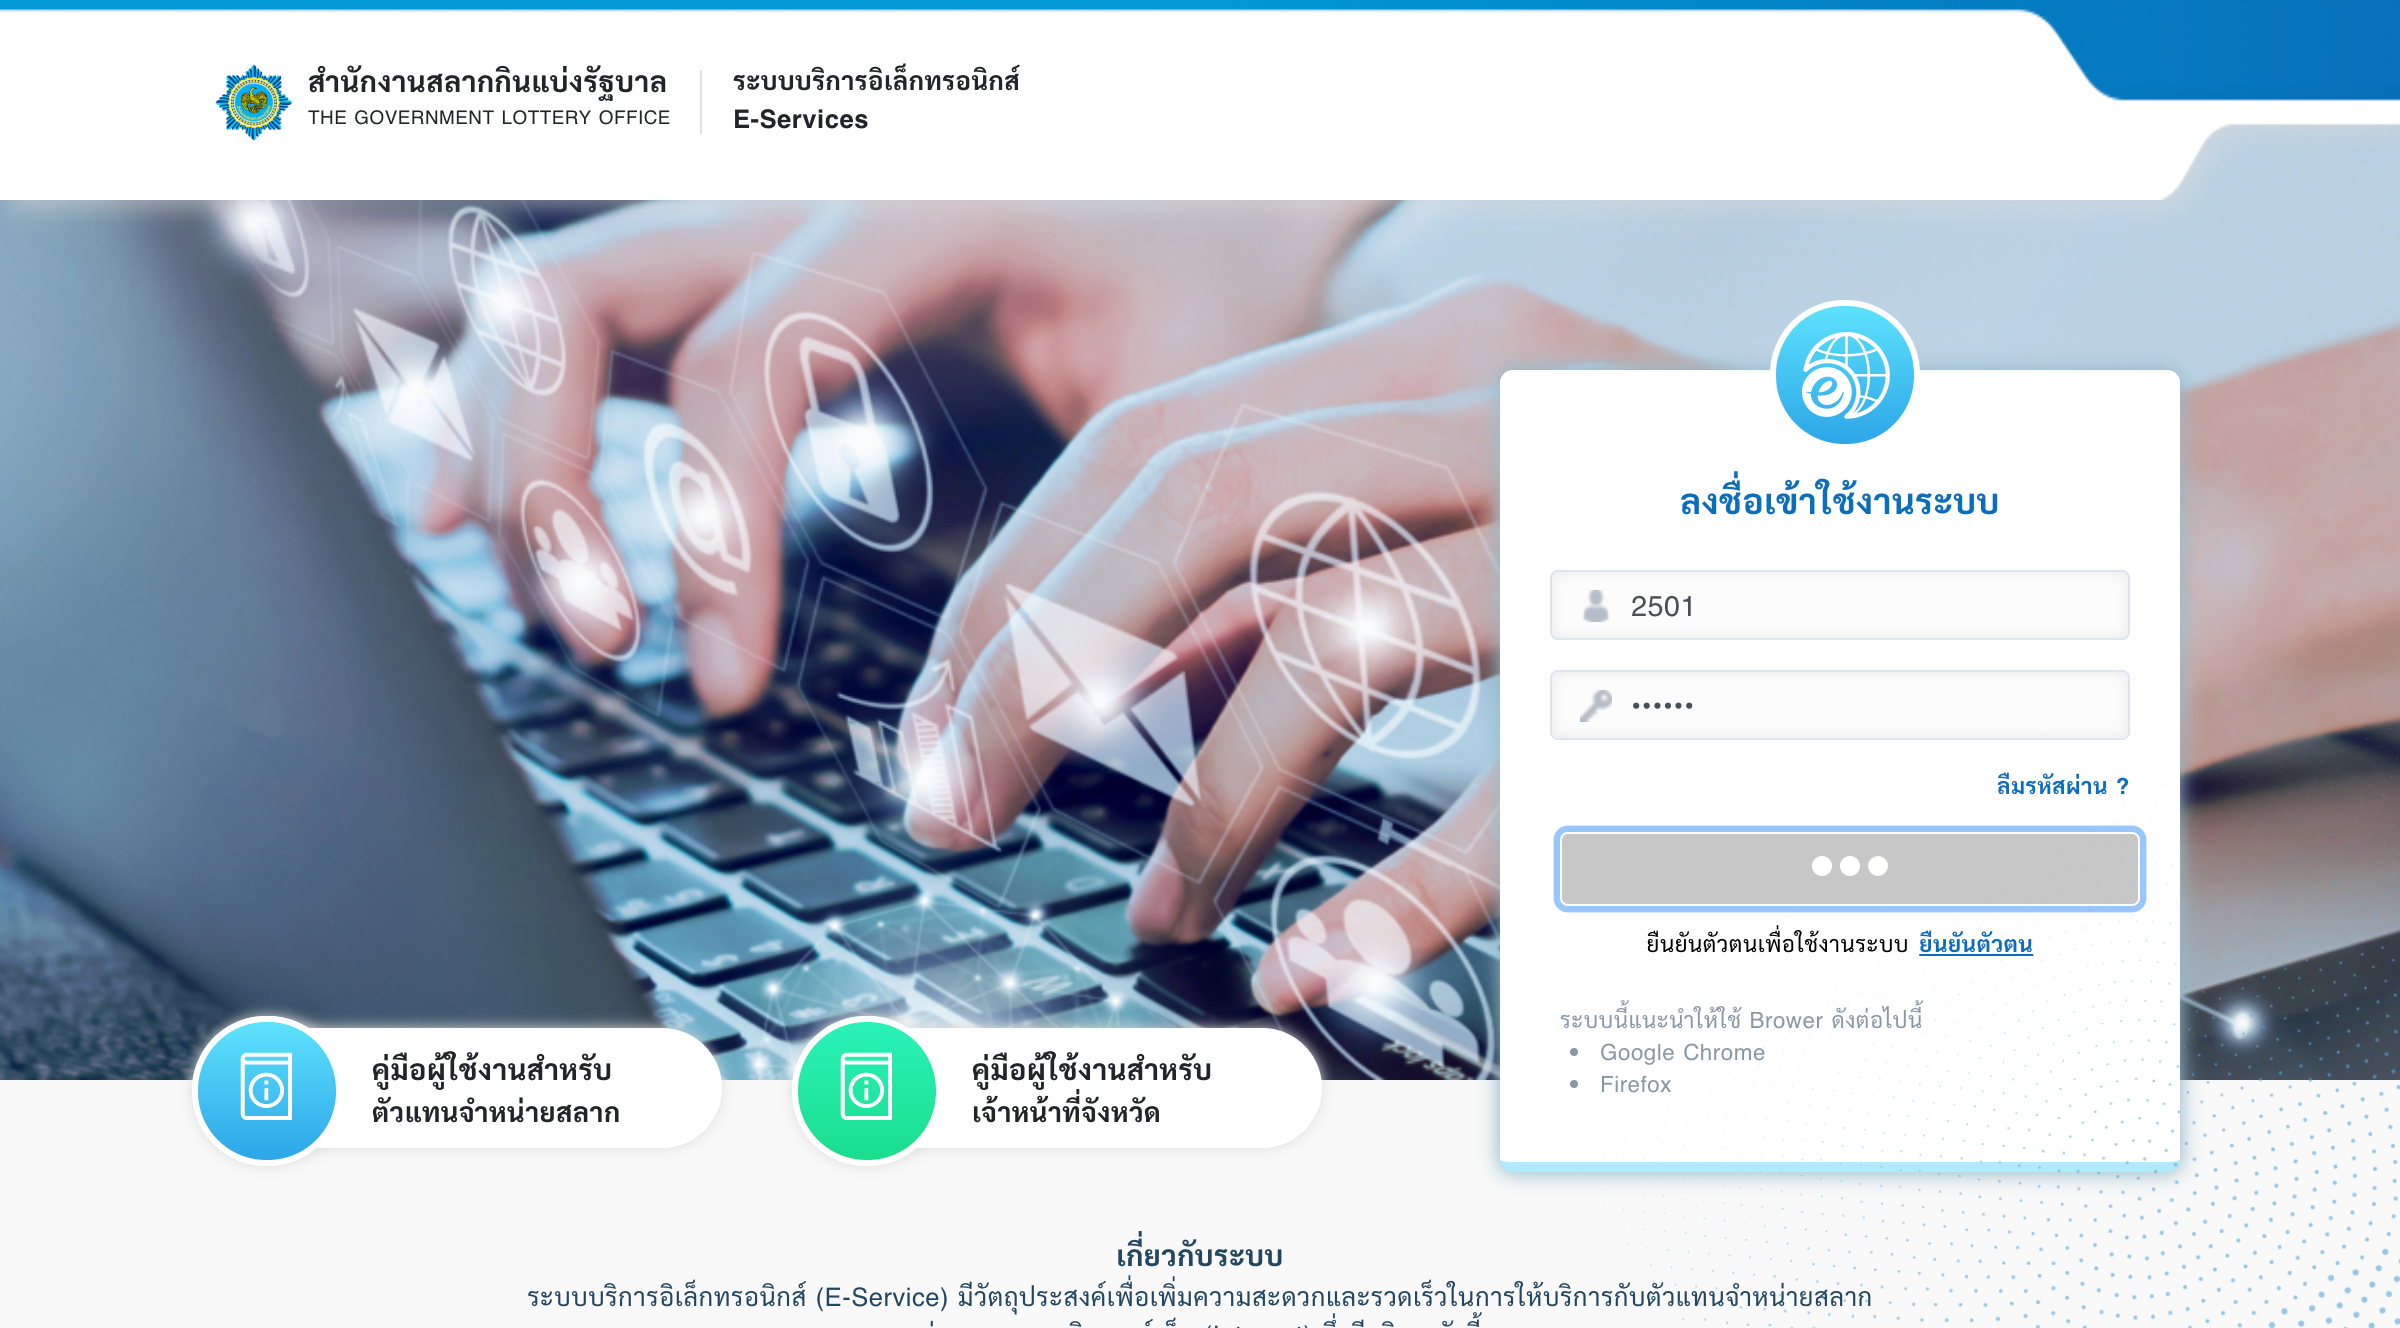 สำนักงานสลากกินแบ่งรัฐบาล
THE GOVERNMENT LOTTERY OFFICE
ระบบบริการอิเล็กทรอนิกส์
E-Services
ลงชื่อเข้าใช้งานระบบ
2501
••••••
ลืมรหัสผ่าน ?
ยืนยันตัวตนเพื่อใช้งานระบบ ยืนยันตัวตน
ระบบนี้แนะนำให้ใช้ Brower ดังต่อไปนี้
• Google Chrome
• Firefox
คู่มือผู้ใช้งานสำหรับ
ตัวแทนจำหน่ายสลาก
คู่มือผู้ใช้งานสำหรับ
เจ้าหน้าที่จังหวัด
เกี่ยวกับระบบ
ระบบบริการอิเล็กทรอนิกส์ (E-Service) มีวัตถุประสงค์เพื่อเพิ่มความสะดวกและรวดเร็วในการให้บริการกับตัวแทนจำหน่ายสลาก